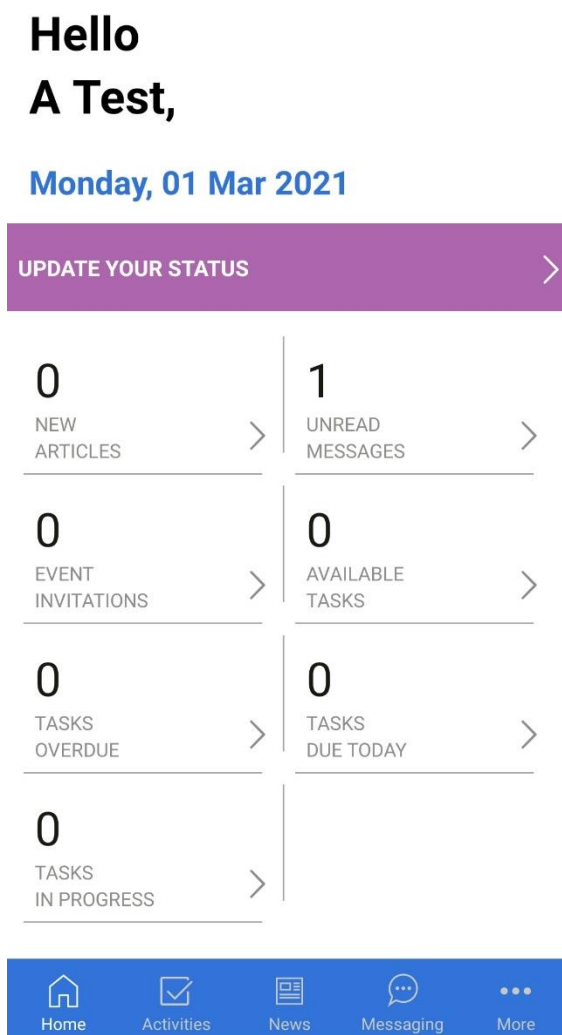 Hello
A Test,
Monday, 01 Mar 2021
UPDATE YOUR STATUS
0
NEW
ARTICLES
1
UNREAD
MESSAGES
0
EVENT
INVITATIONS
0
AVAILABLE
TASKS
0
TASKS
OVERDUE
0
TASKS
DUE TODAY
0
TASKS
IN PROGRESS
Home Activities News Messaging More